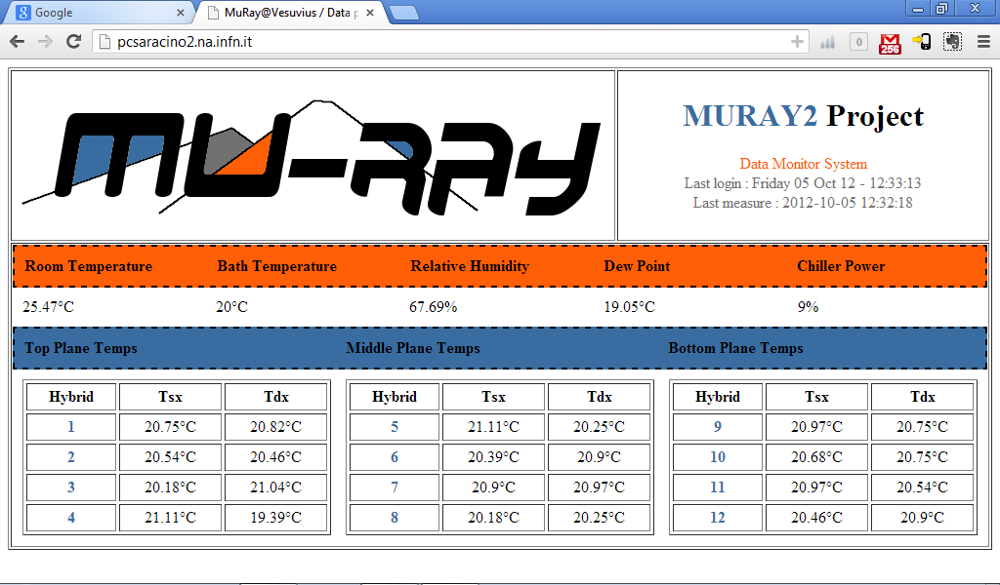 Google
MuRay@Vesuvius / Data p
pcsaracino2.na.infn.it
0
256
MU-RAY
MURAY2 Project
Data Monitor System
Last login : Friday 05 Oct 12 - 12:33:13
Last measure : 2012-10-05 12:32:18
Room Temperature Bath Temperature Relative Humidity Dew Point Chiller Power
25.47°C 20°C 67.69% 19.05°C 9%
Top Plane Temps Middle Plane Temps Bottom Plane Temps
Hybrid Tsx Tdx Hybrid Tsx Tdx Hybrid Tsx Tdx
1 20.75°C 20.82°C 5 21.11°C 20.25°C 9 20.97°C 20.75°C
2 20.54°C 20.46°C 6 20.39°C 20.9°C 10 20.68°C 20.75°C
3 20.18°C 21.04°C 7 20.9°C 20.97°C 11 20.97°C 20.54°C
4 21.11°C 19.39°C 8 20.18°C 20.25°C 12 20.46°C 20.9°C